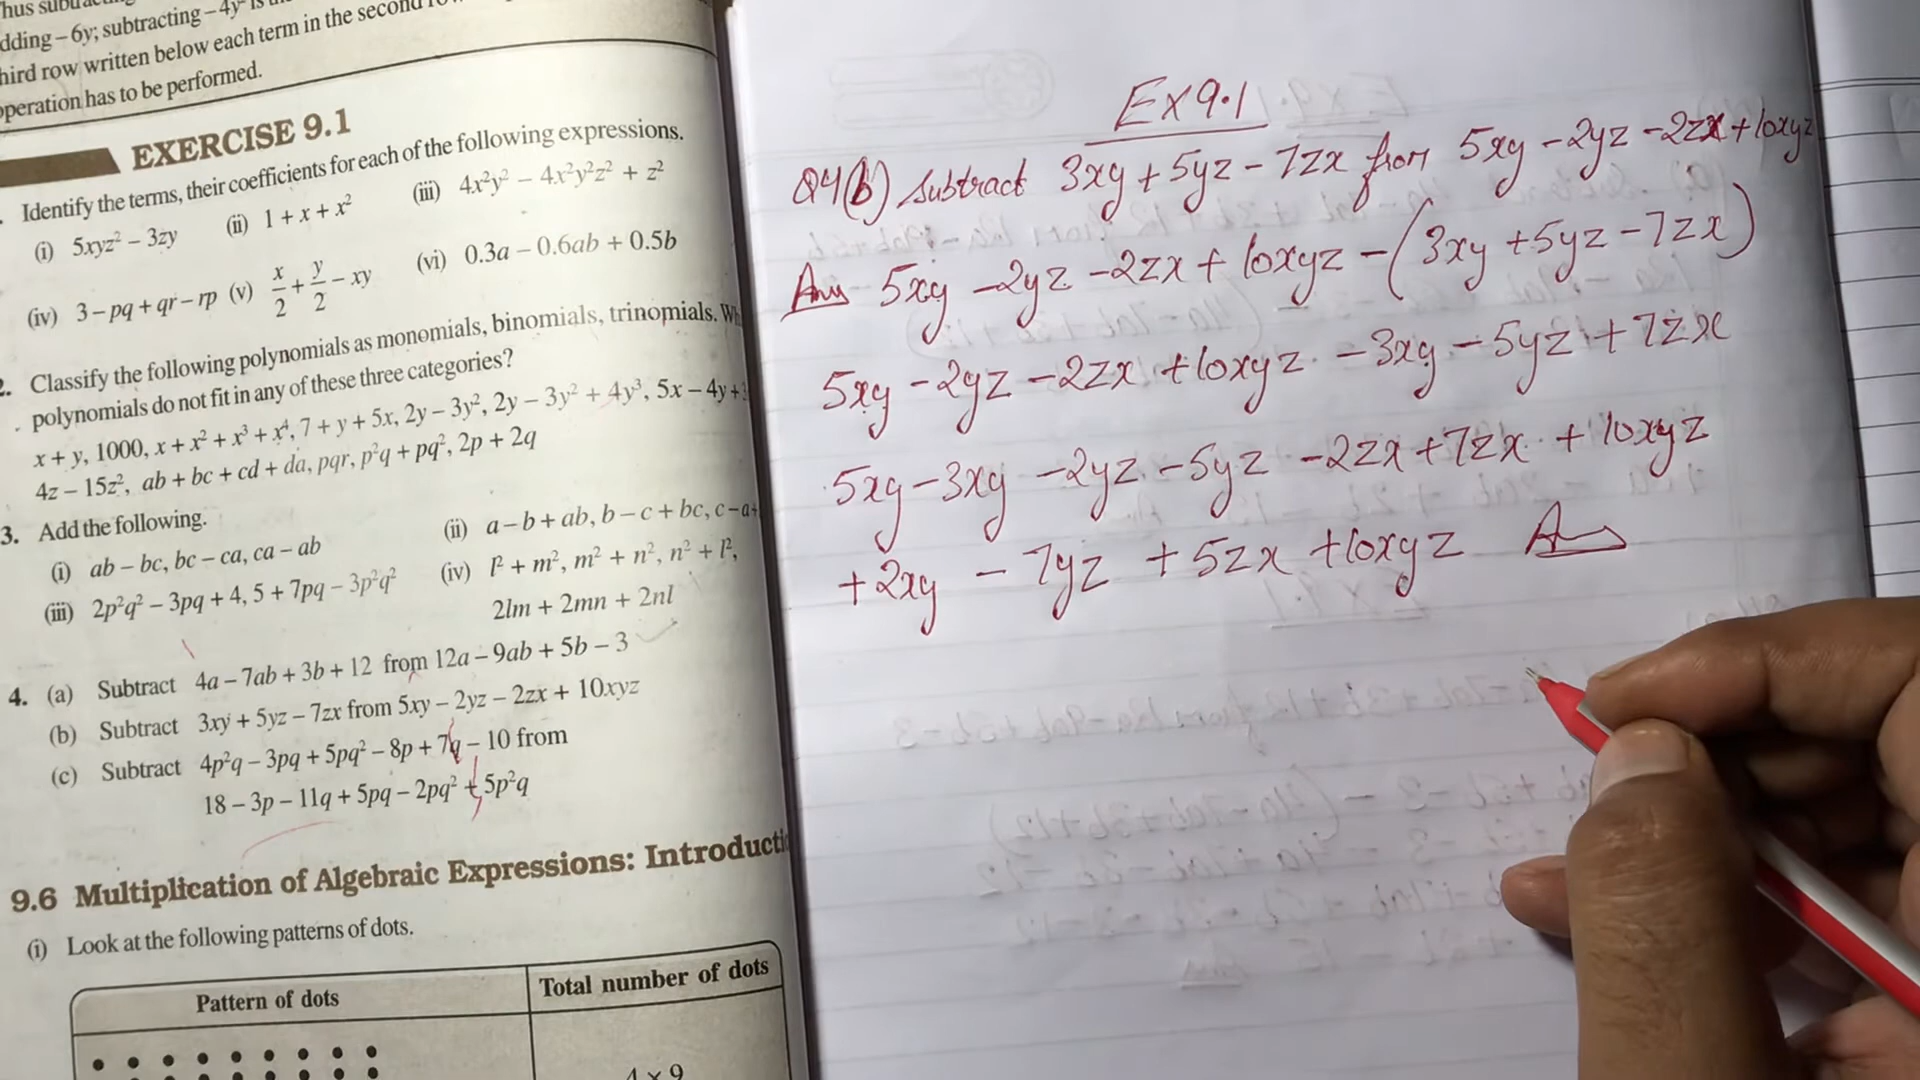 dding – 6y; subtracting – 4y
hird row written below each term in the second
operation has to be performed.
EXERCISE 9.1
Identify the terms, their coefficients for each of the following expressions.
(i) 5xyz² – 3zy (ii) 1 + x + x² (iii) 4x²y² – 4x²y²z² + z²
(iv) 3 – pq + qr – rp (v) x/2 + y/2 – xy (vi) 0.3a – 0.6ab + 0.5b
2. Classify the following polynomials as monomials, binomials, trinomials.
polynomials do not fit in any of these three categories?
x + y, 1000, x + x² + x³ + x⁴, 7 + y + 5x, 2y – 3y², 2y – 3y² + 4y³, 5x – 4y +
4z – 15z², ab + bc + cd + da, pqr, p²q + pq², 2p + 2q
3. Add the following.
(i) ab – bc, bc – ca, ca – ab (ii) a – b + ab, b – c + bc, c – a
(iii) 2p²q² – 3pq + 4, 5 + 7pq – 3p²q² (iv) l² + m², m² + n², n² + l²,
2lm + 2mn + 2nl
4. (a) Subtract 4a – 7ab + 3b + 12 from 12a – 9ab + 5b – 3
(b) Subtract 3xy + 5yz – 7zx from 5xy – 2yz – 2zx + 10xyz
(c) Subtract 4p²q – 3pq + 5pq² – 8p + 7q – 10 from
18 – 3p – 11q + 5pq – 2pq² + 5p²q
9.6 Multiplication of Algebraic Expressions:
(i) Look at the following patterns of dots.
Pattern of dots Total number of dots
4 × 9
EX 9.1
Q4(b) Subtract 3xy + 5yz - 7zx from 5xy - 2yz - 2zx + 10xyz
Ans 5xy - 2yz - 2zx + 10xyz - (3xy + 5yz - 7zx)
5xy - 2yz - 2zx + 10xyz - 3xy - 5yz + 7zx
5xy - 3xy - 2yz - 5yz - 2zx + 7zx + 10xyz
+ 2xy - 7yz + 5zx + 10xyz Ans